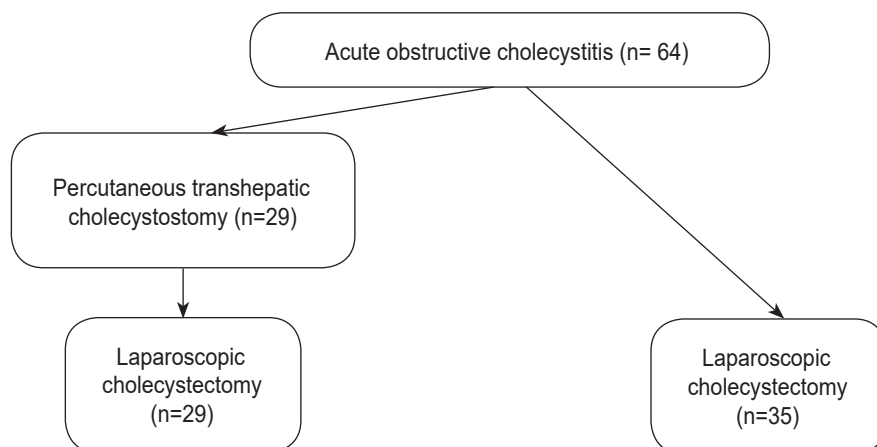 Acute obstructive cholecystitis (n= 64)
Percutaneous transhepatic
cholecystostomy (n=29)
Laparoscopic
cholecystectomy
(n=29)
Laparoscopic
cholecystectomy
(n=35)